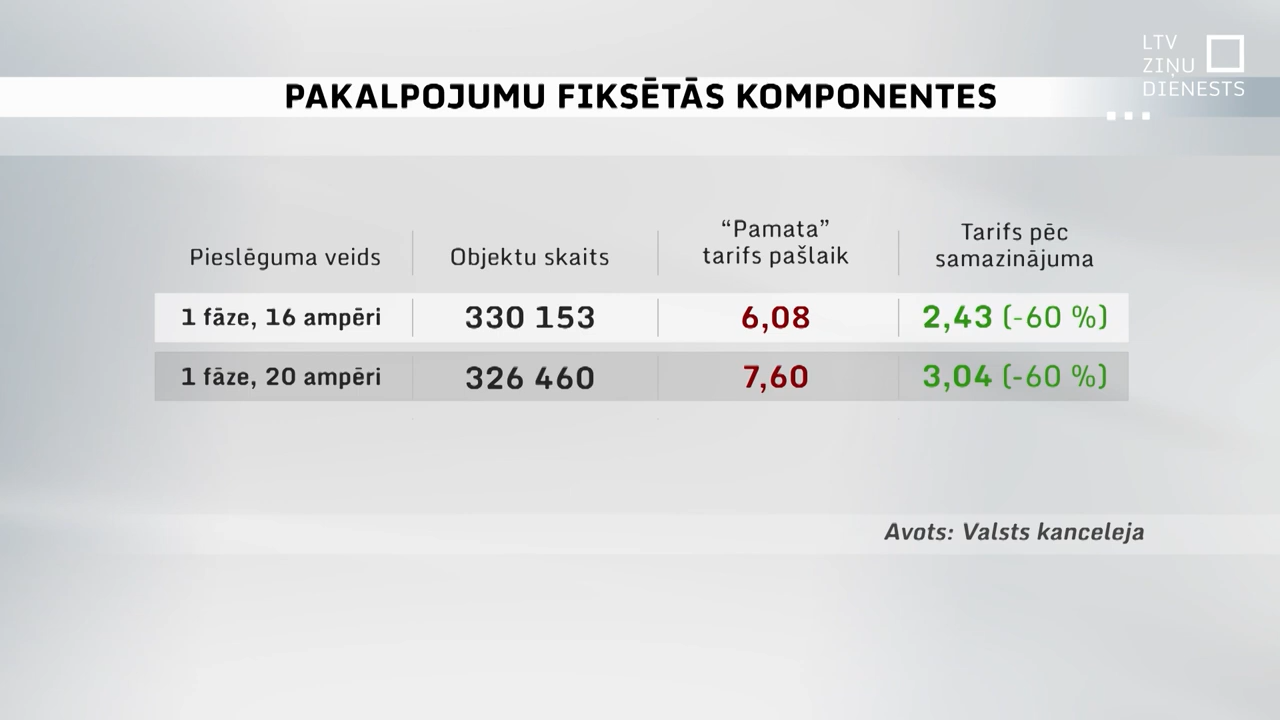 LTV
ZIŅU
DIENESTS
PAKALPOJUMU FIKSĒTĀS KOMPONENTES
Pieslēguma veids
Objektu skaits
“Pamata”
tarifs pašlaik
Tarifs pēc
samazinājuma
1 fāze, 16 ampēri 330 153 6,08 2,43 (-60 %)
1 fāze, 20 ampēri 326 460 7,60 3,04 (-60 %)
Avots: Valsts kanceleja